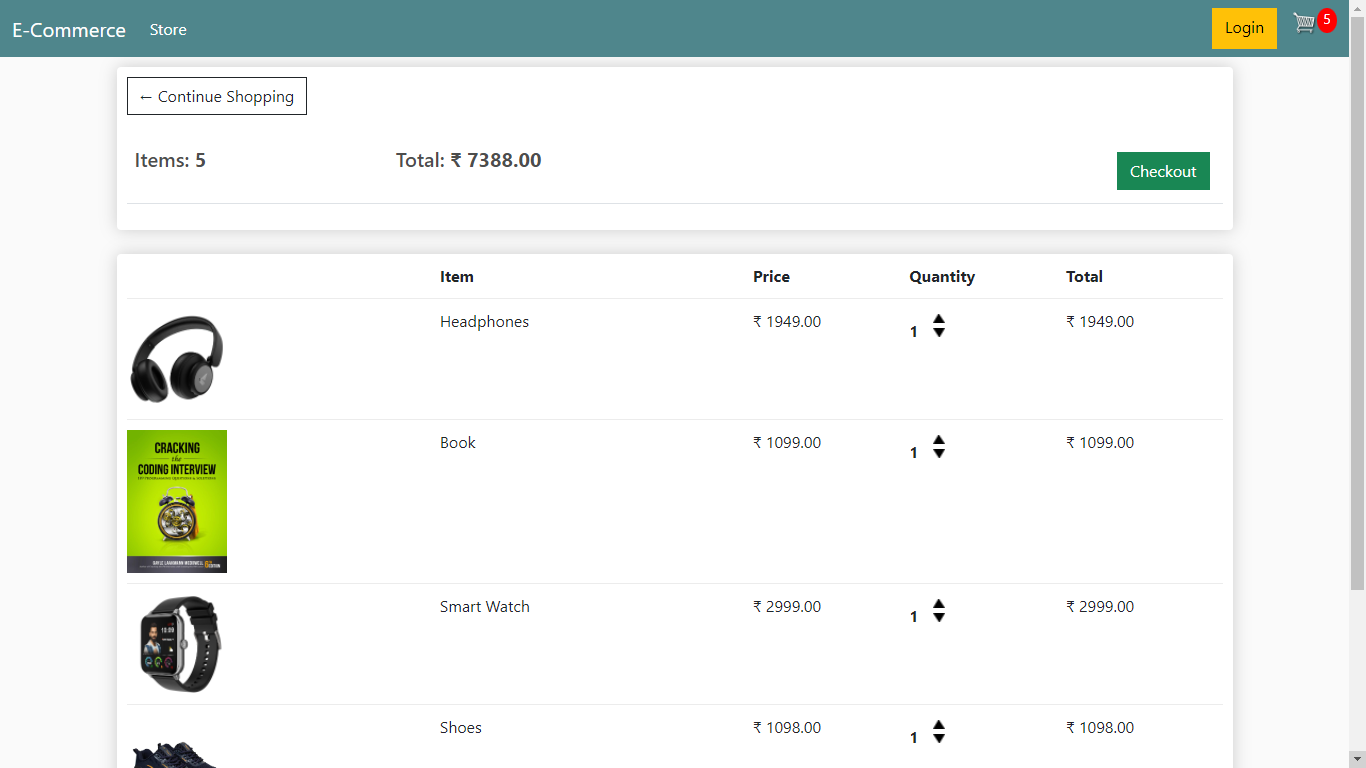 E-Commerce Store Login 5
← Continue Shopping
Items: 5 Total: ₹ 7388.00
Checkout
Item Price Quantity Total
Headphones ₹ 1949.00 1 ₹ 1949.00
Book ₹ 1099.00 1 ₹ 1099.00
CRACKING
the
CODING INTERVIEW
Smart Watch ₹ 2999.00 1 ₹ 2999.00
Shoes ₹ 1098.00 1 ₹ 1098.00